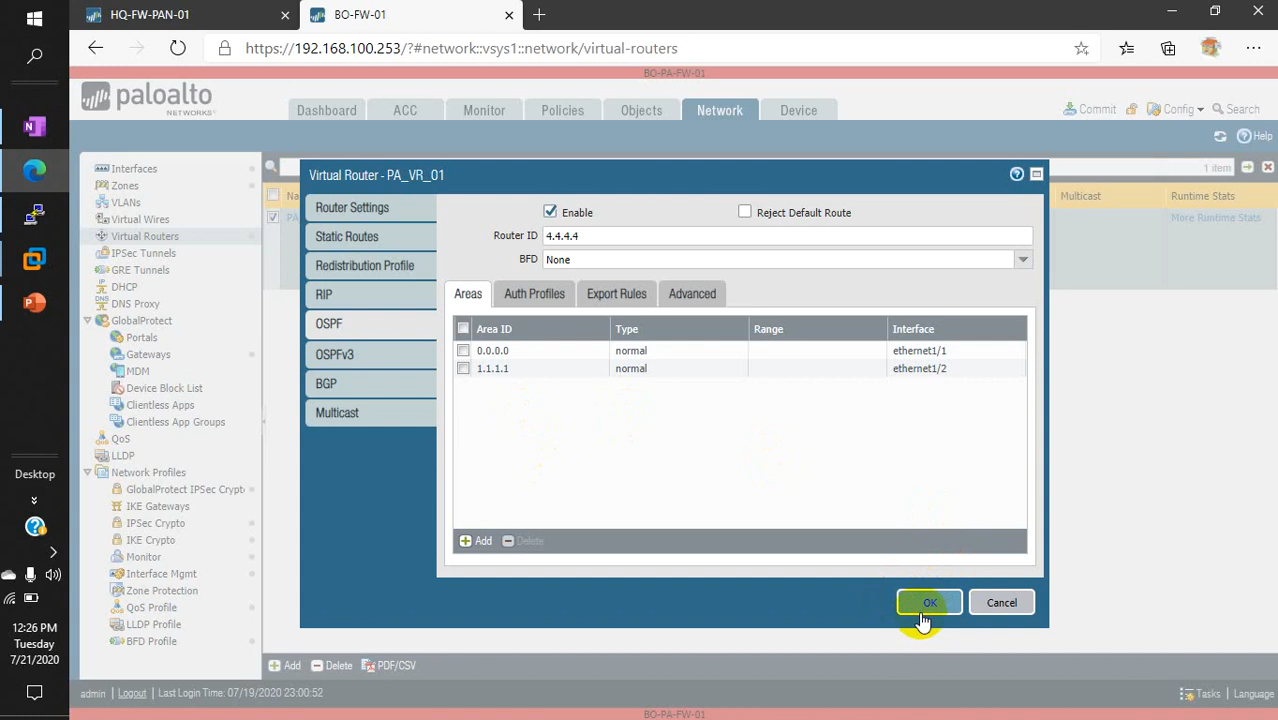 HQ-FW-PAN-01
BO-FW-01
https://192.168.100.253/?#network::vsys1::network/virtual-routers
BO-PA-FW-01
paloalto
NETWORKS
Dashboard
ACC
Monitor
Policies
Objects
Network
Device
Commit
Config
Search
Help
Interfaces
Zones
VLANs
Virtual Wires
Virtual Routers
IPSec Tunnels
GRE Tunnels
DHCP
DNS Proxy
GlobalProtect
Portals
Gateways
MDM
Device Block List
Clientless Apps
Clientless App Groups
QoS
LLDP
Network Profiles
GlobalProtect IPSec Crypto
IKE Gateways
IPSec Crypto
IKE Crypto
Monitor
Interface Mgmt
Zone Protection
QoS Profile
LLDP Profile
BFD Profile
1 item
Na
Multicast
Runtime Stats
PA
More Runtime Stats
Virtual Router - PA_VR_01
Router Settings
Static Routes
Redistribution Profile
RIP
OSPF
OSPFv3
BGP
Multicast
Enable
Reject Default Route
Router ID 4.4.4.4
BFD None
Areas
Auth Profiles
Export Rules
Advanced
Area ID Type Range Interface
0.0.0.0 normal ethernet1/1
1.1.1.1 normal ethernet1/2
Add Delete
OK
Cancel
Add Delete PDF/CSV
admin Logout Last Login Time: 07/19/2020 23:00:52
Tasks Language
BO-PA-FW-01
Desktop
12:26 PM
Tuesday
7/21/2020